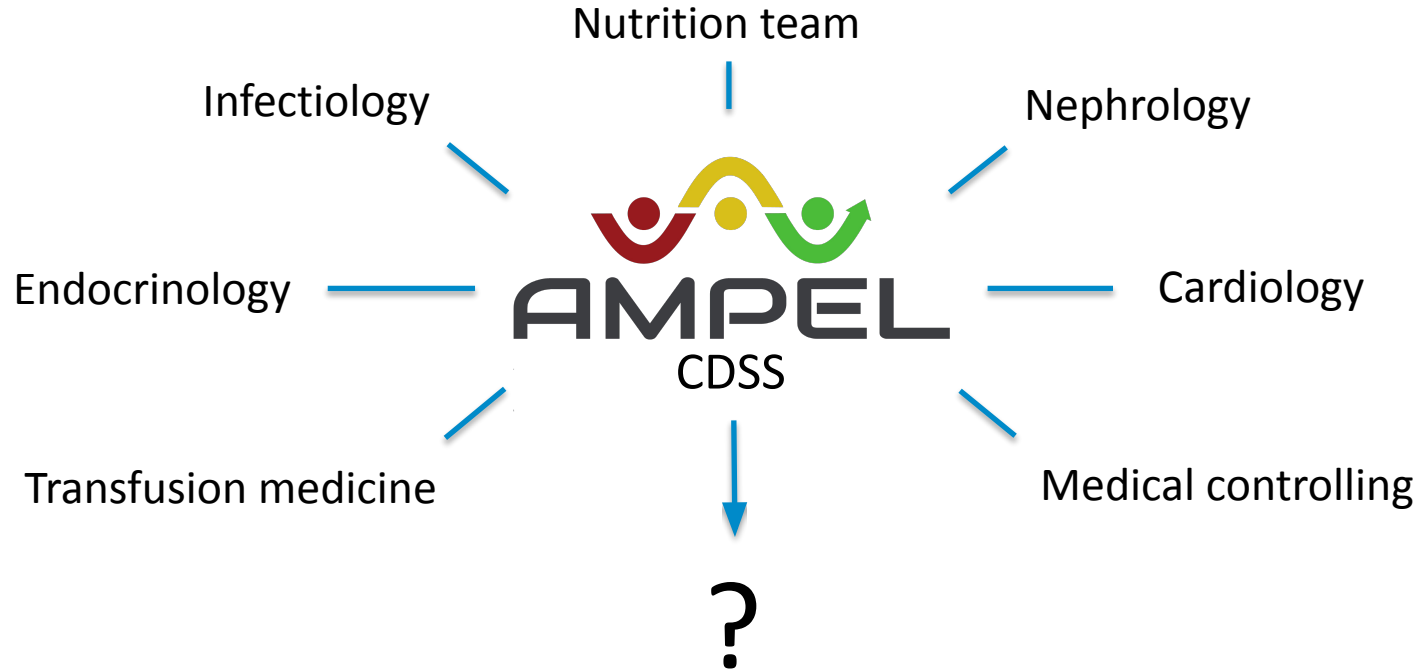 Nutrition team
Infectiology
Nephrology
Endocrinology
AMPEL
CDSS
Cardiology
Transfusion medicine
Medical controlling
?